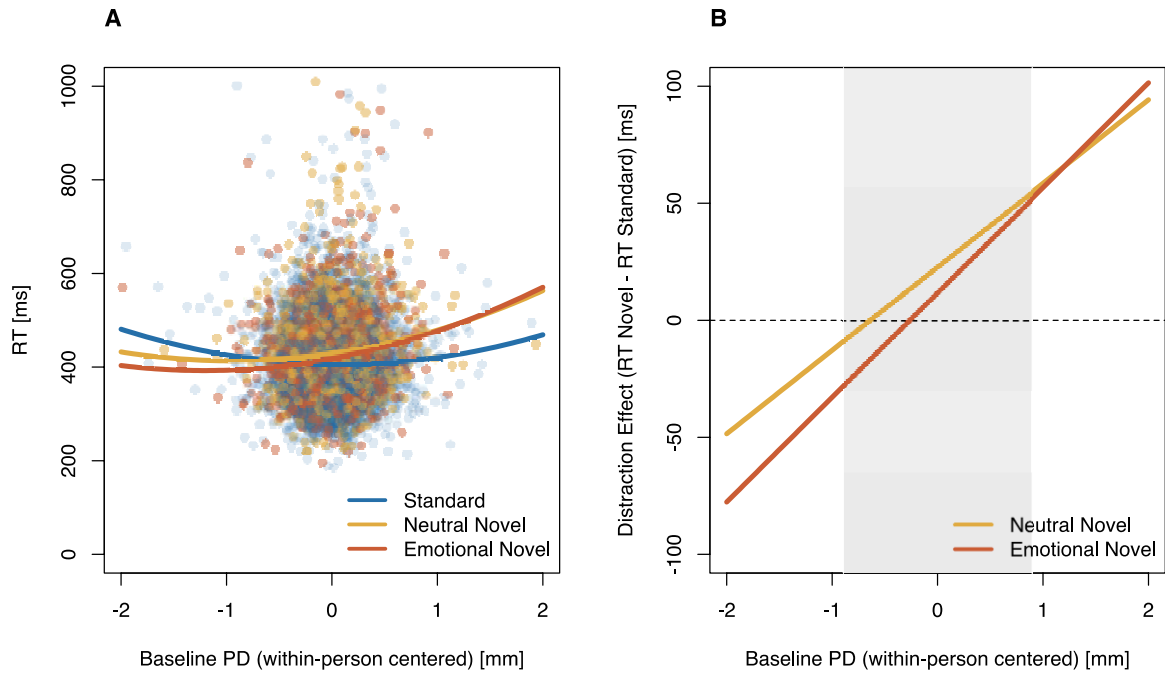 A
RT [ms]
1000
800
600
400
200
0
Standard
Neutral Novel
Emotional Novel
-2
-1
0
1
2
Baseline PD (within-person centered) [mm]
B
Distraction Effect (RT Novel - RT Standard) [ms]
100
50
0
-50
-100
Neutral Novel
Emotional Novel
-2
-1
0
1
2
Baseline PD (within-person centered) [mm]